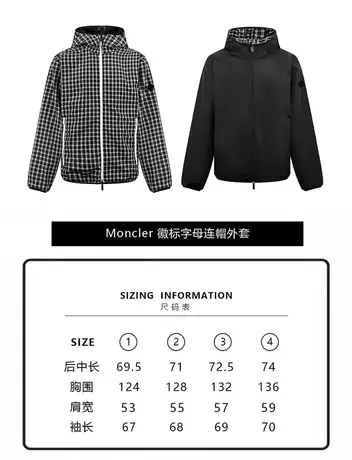 Moncler 徽标字母连帽外套
SIZING INFORMATION
尺码表
SIZE 1 2 3 4
后中长 69.5 71 72.5 74
胸围 124 128 132 136
肩宽 53 55 57 59
袖长 67 68 69 70